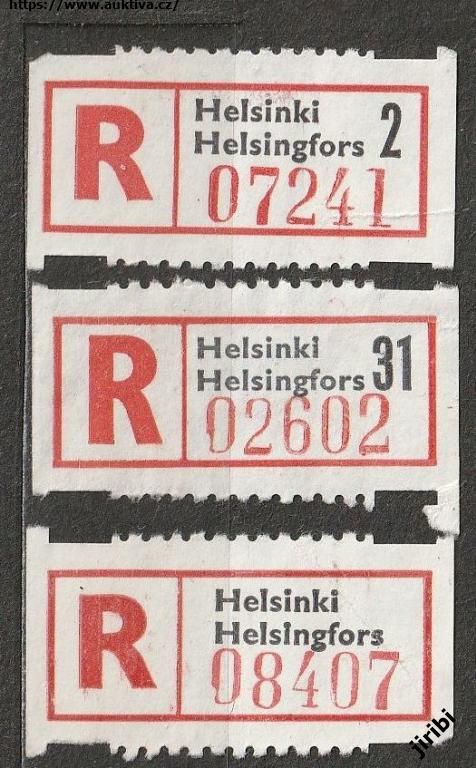 https://www.auktiva.cz/
R
Helsinki
Helsingfors 2
07241
R
Helsinki
Helsingfors 31
02602
R
Helsinki
Helsingfors
08407
jiribi